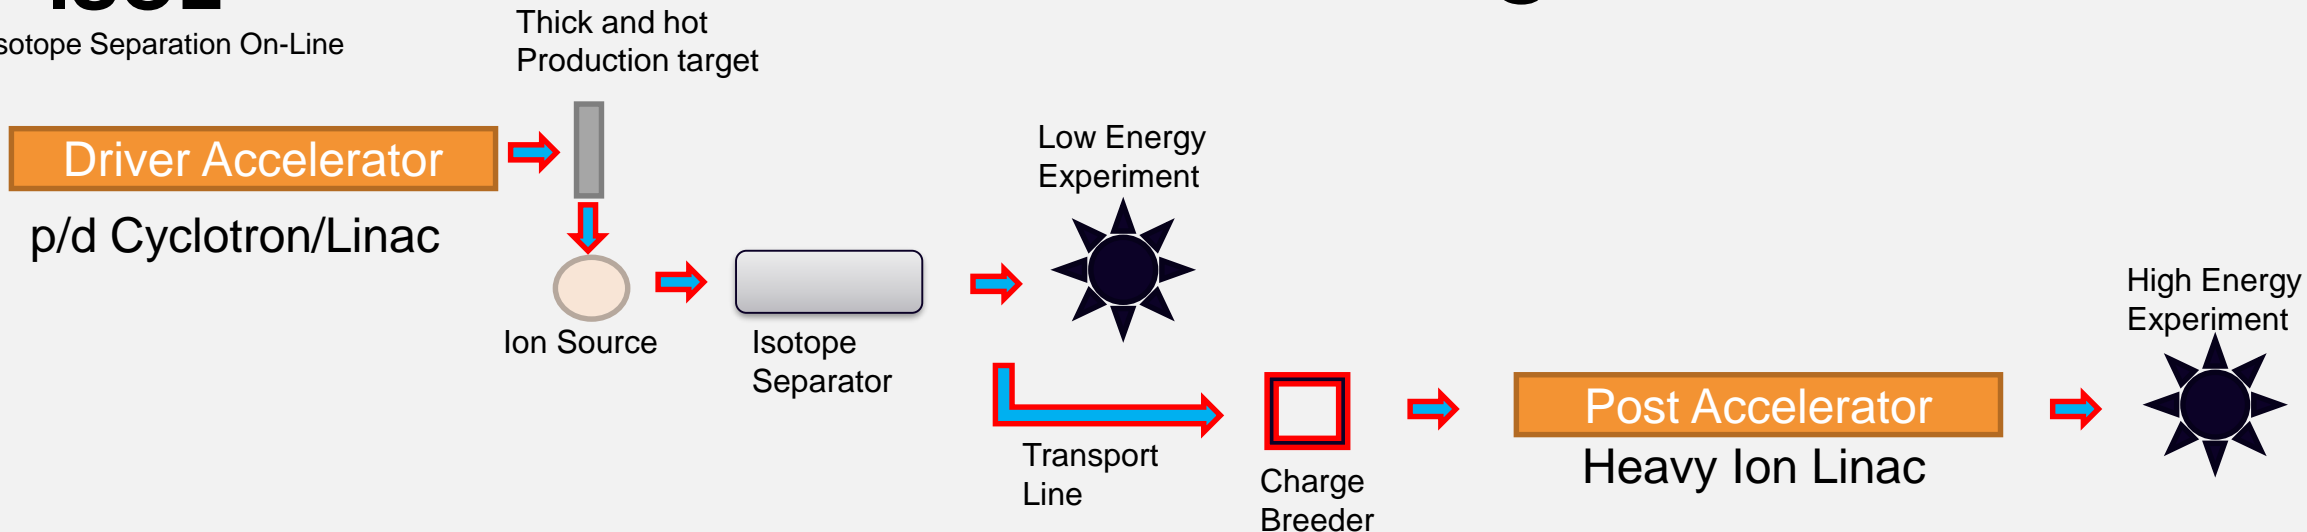 Isotope Separation On-Line
Thick and hot
Production target
Driver Accelerator
p/d Cyclotron/Linac
Ion Source
Isotope
Separator
Low Energy
Experiment
Transport
Line
Charge
Breeder
Post Accelerator
Heavy Ion Linac
High Energy
Experiment